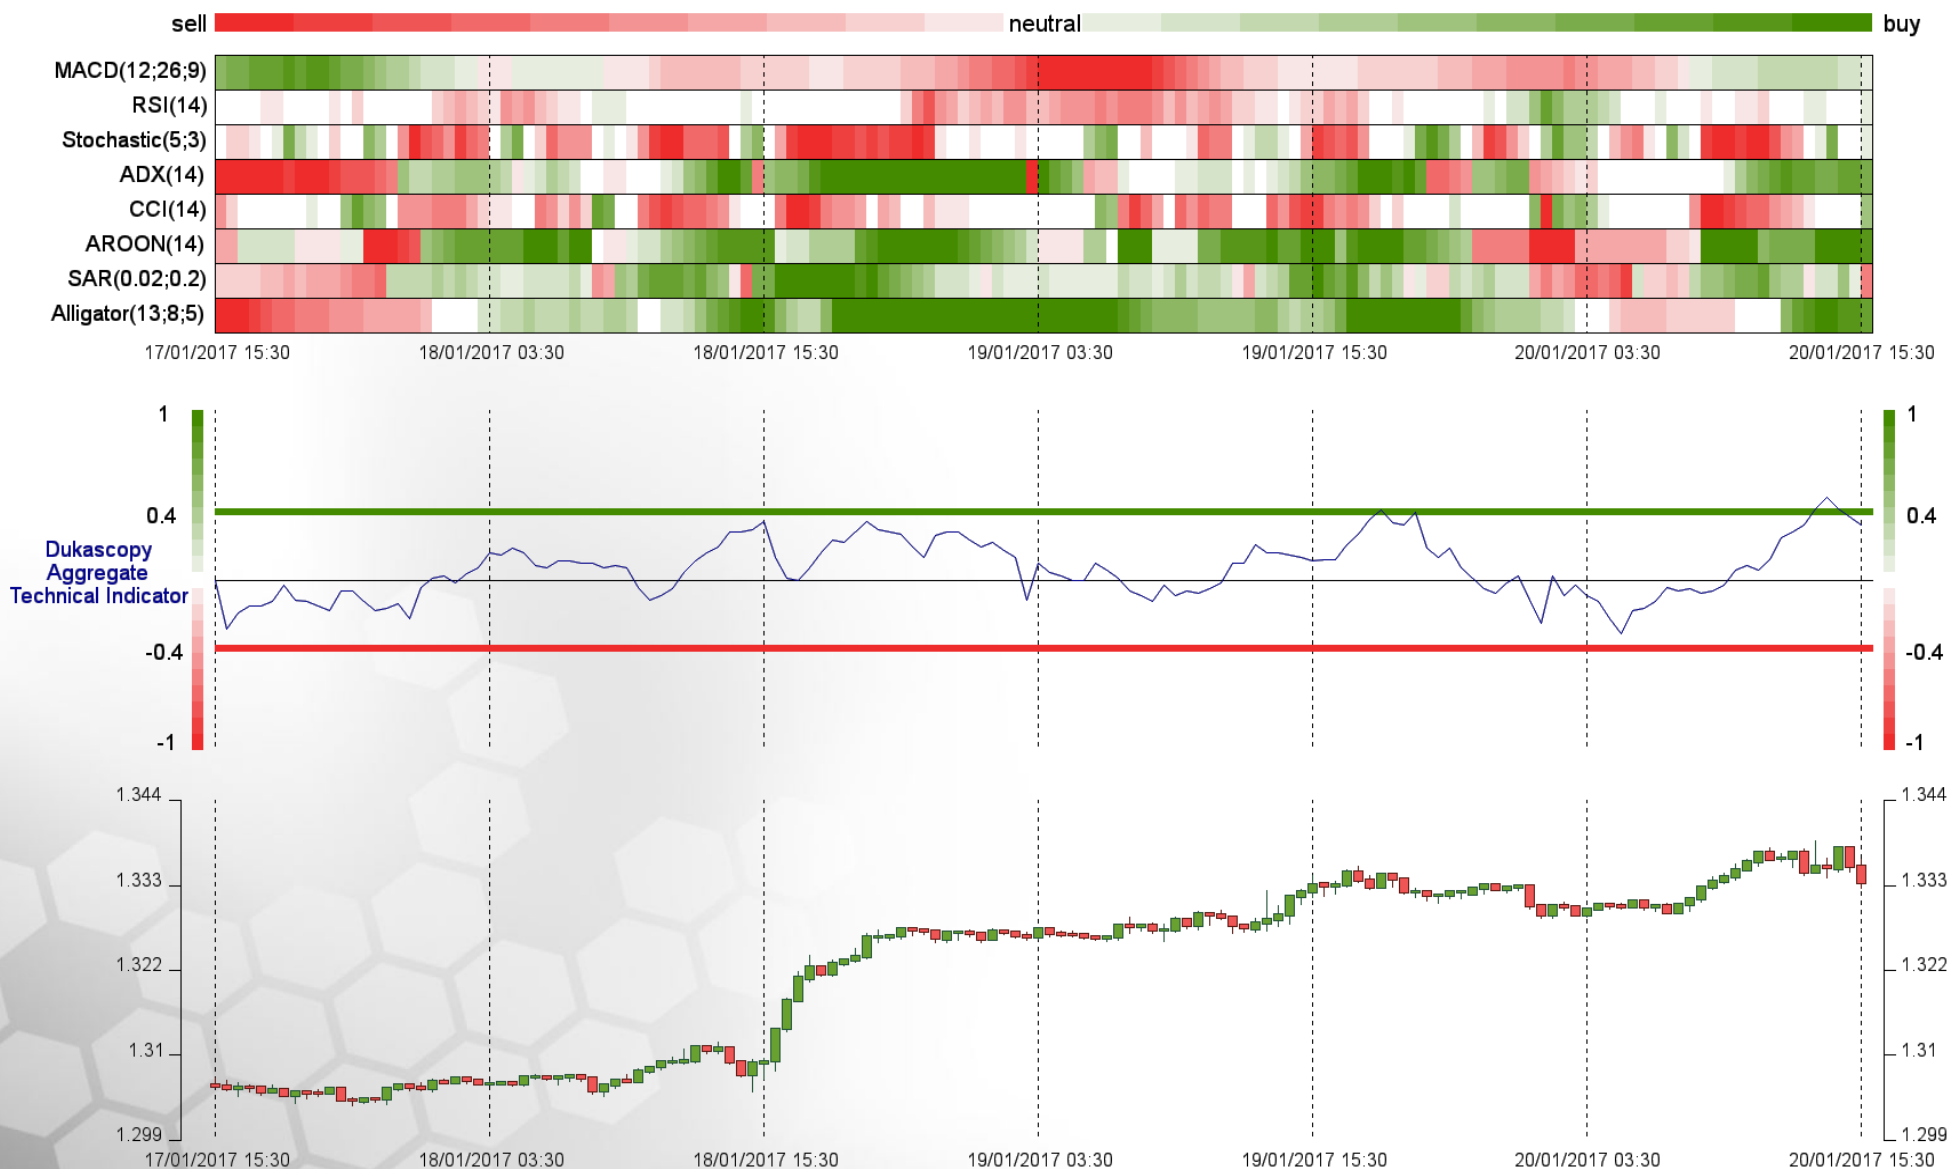 sell neutral buy
MACD(12;26;9)
RSI(14)
Stochastic(5;3)
ADX(14)
CCI(14)
AROON(14)
SAR(0.02;0.2)
Alligator(13;8;5)
17/01/2017 15:30 18/01/2017 03:30 18/01/2017 15:30 19/01/2017 03:30 19/01/2017 15:30 20/01/2017 03:30 20/01/2017 15:30
1 1
0.4 0.4
Dukascopy
Aggregate
Technical Indicator
-0.4 -0.4
-1 -1
1.344 1.344
1.333 1.333
1.322 1.322
1.31 1.31
1.299 1.299
17/01/2017 15:30 18/01/2017 03:30 18/01/2017 15:30 19/01/2017 03:30 19/01/2017 15:30 20/01/2017 03:30 20/01/2017 15:30